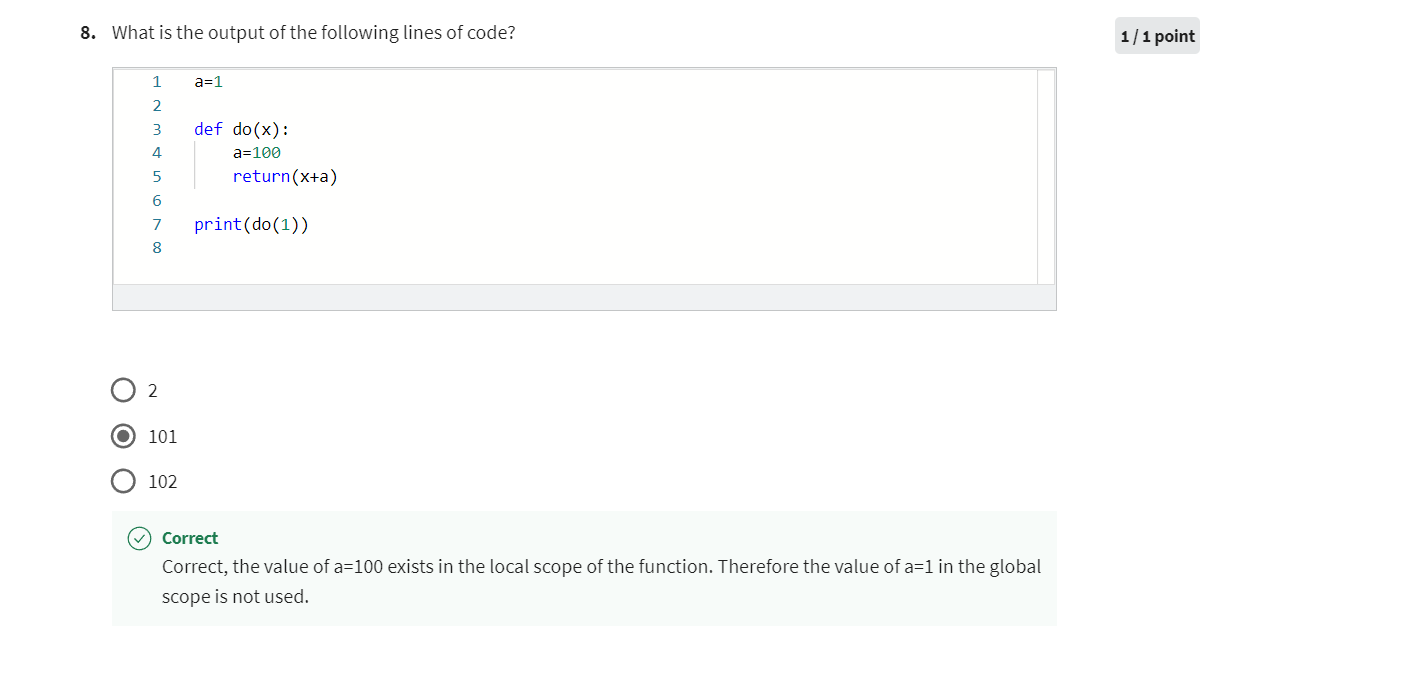 8. What is the output of the following lines of code?
1 / 1 point
1 a=1
2
3 def do(x):
4     a=100
5     return(x+a)
6
7 print(do(1))
8
2
101
102
Correct
Correct, the value of a=100 exists in the local scope of the function. Therefore the value of a=1 in the global
scope is not used.